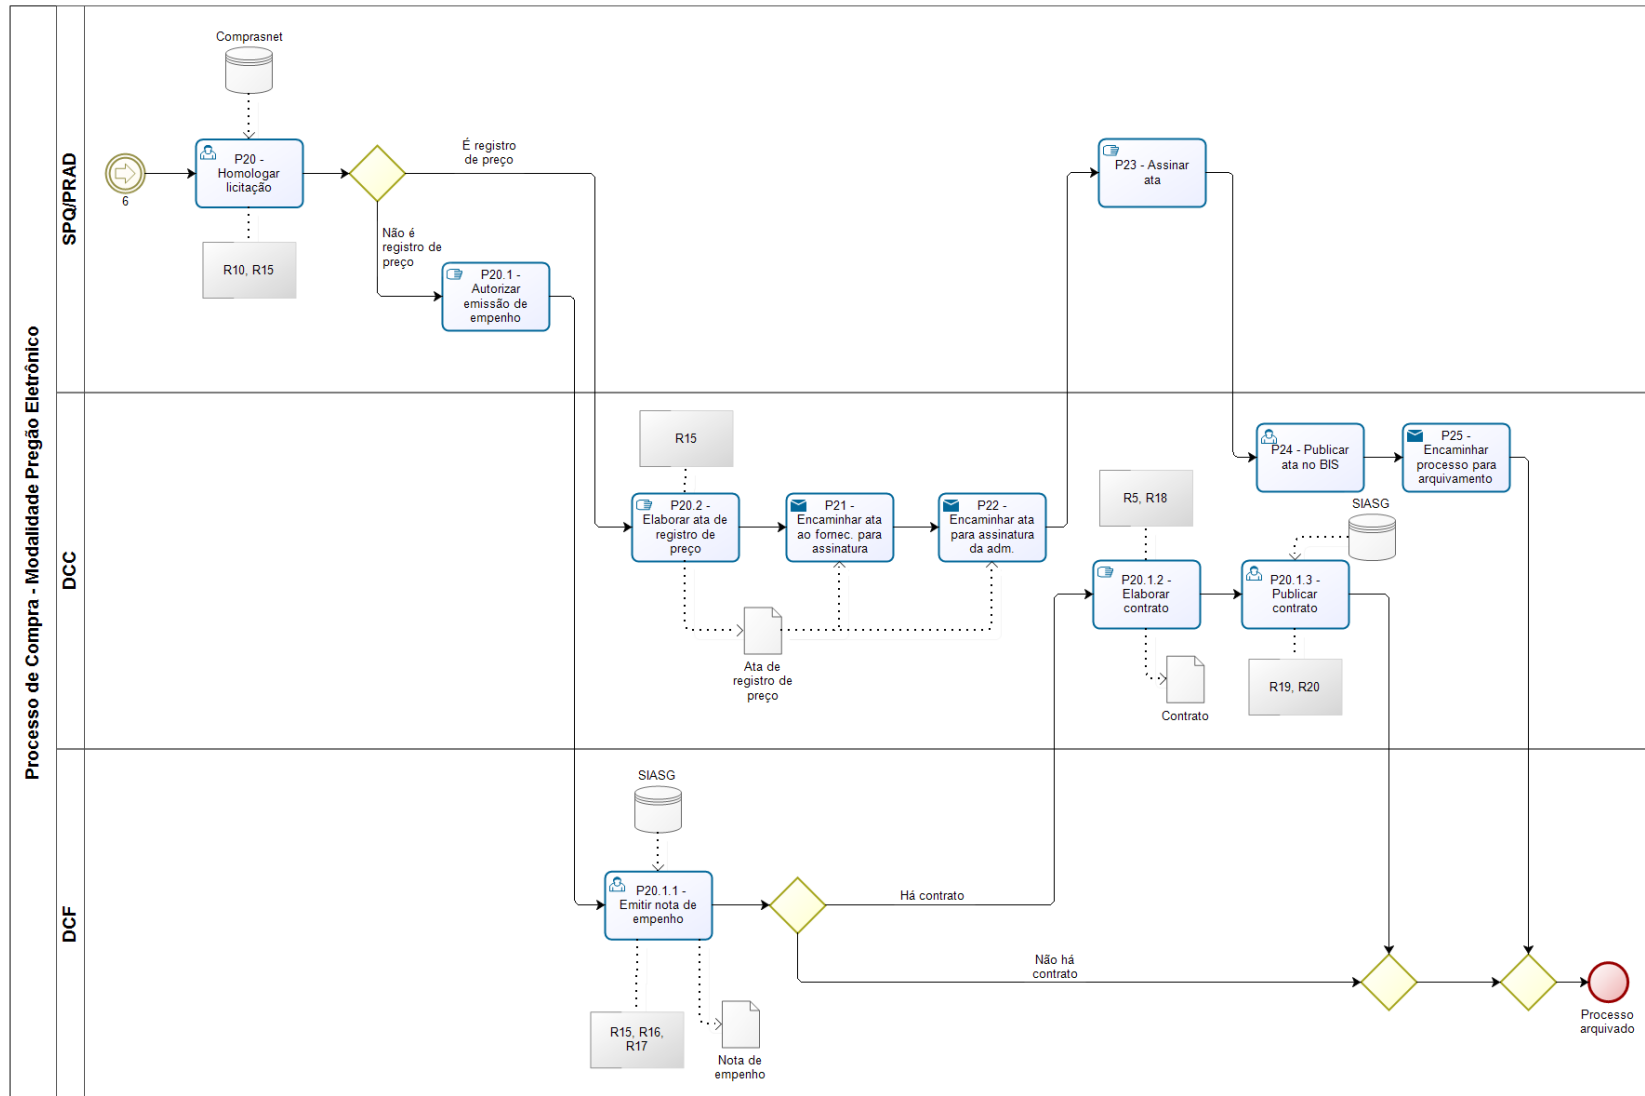 Processo de Compra - Modalidade Pregão Eletrônico
SPQ/PRAD
Comprasnet
6
P20 -
Homologar
licitação
R10, R15
É registro
de preço
Não é
registro de
preço
P20.1 -
Autorizar
emissão de
empenho
P23 - Assinar
ata
DCC
R15
P20.2 -
Elaborar ata de
registro de
preço
P21 -
Encaminhar ata
ao fornec. para
assinatura
P22 -
Encaminhar ata
para assinatura
da adm.
Ata de
registro de
preço
P24 - Publicar
ata no BIS
P25 -
Encaminhar
processo para
arquivamento
R5, R18
SIASG
P20.1.2 -
Elaborar
contrato
P20.1.3 -
Publicar
contrato
Contrato
R19, R20
DCF
SIASG
P20.1.1 -
Emitir nota de
empenho
R15, R16,
R17
Nota de
empenho
Há contrato
Não há
contrato
Processo
arquivado